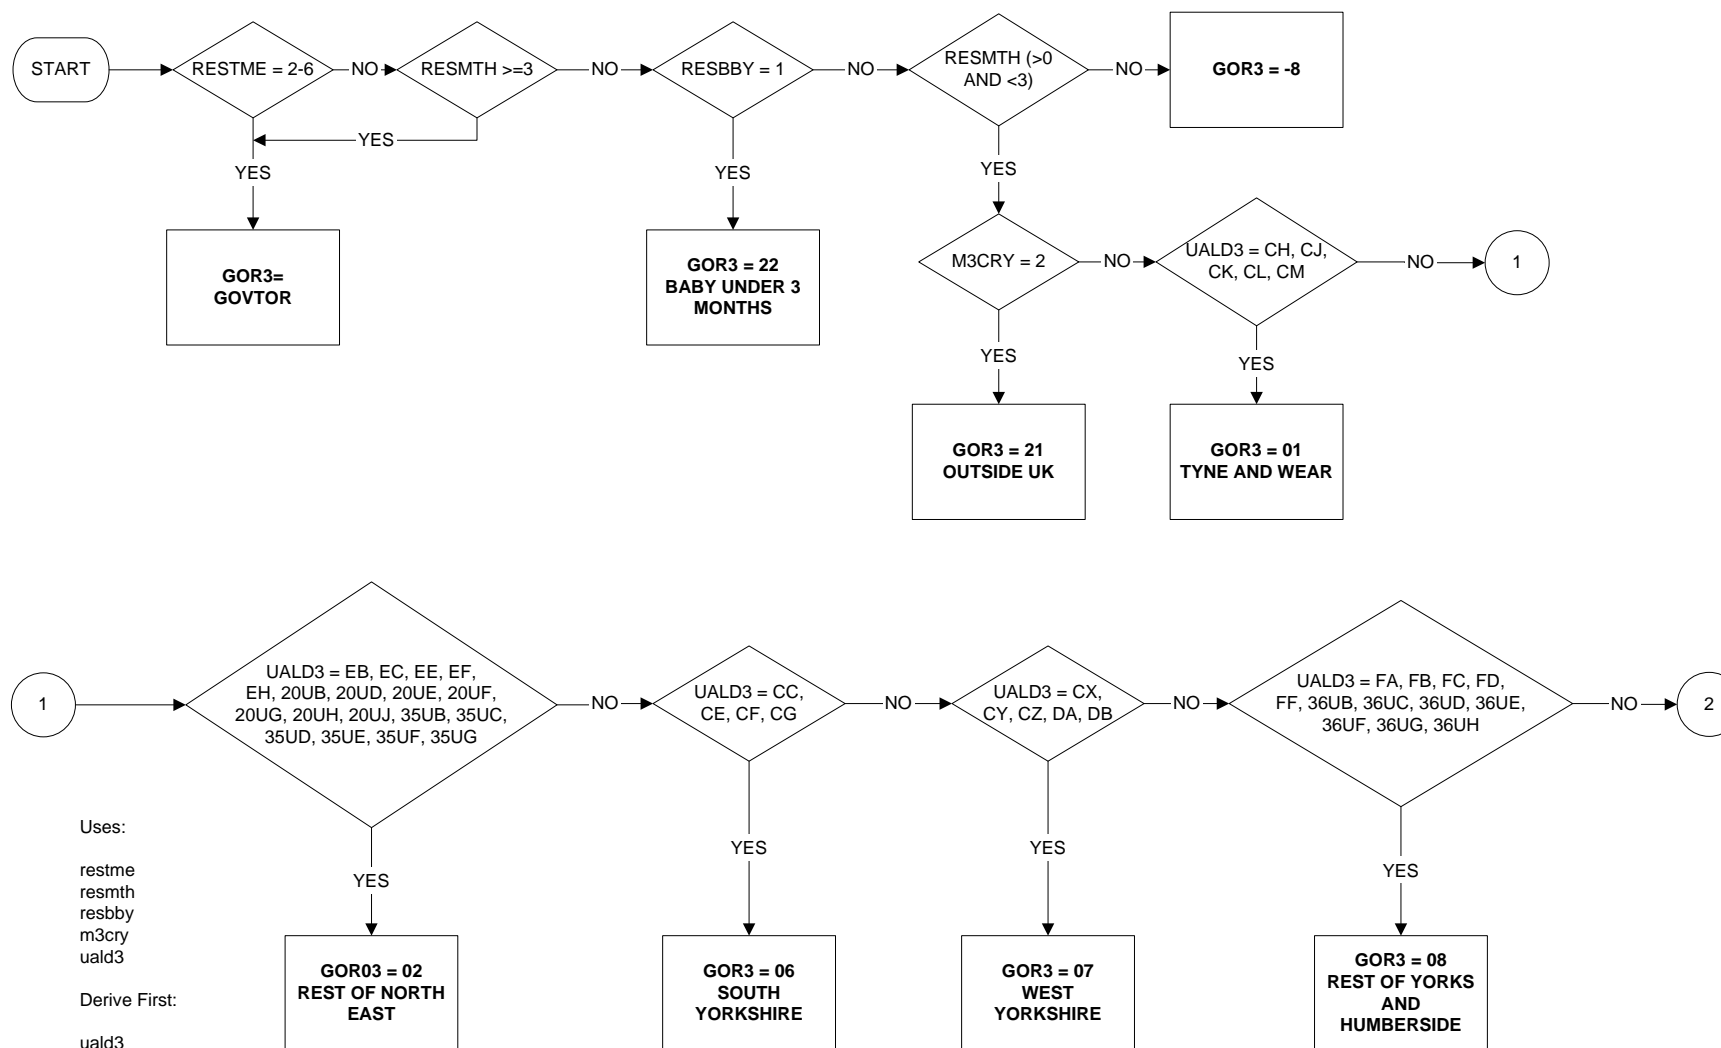 START
RESTME = 2-6
NO
RESMTH >=3
NO
RESBBY = 1
NO
RESMTH (>0
AND <3)
NO
GOR3 = -8
YES
YES
YES
YES
GOR3=
GOVTOR
GOR3 = 22
BABY UNDER 3
MONTHS
M3CRY = 2
NO
UALD3 = CH, CJ,
CK, CL, CM
NO
1
YES
YES
GOR3 = 21
OUTSIDE UK
GOR3 = 01
TYNE AND WEAR
1
UALD3 = EB, EC, EE, EF,
EH, 20UB, 20UD, 20UE, 20UF,
20UG, 20UH, 20UJ, 35UB, 35UC,
35UD, 35UE, 35UF, 35UG
NO
UALD3 = CC,
CE, CF, CG
NO
UALD3 = CX,
CY, CZ, DA, DB
NO
UALD3 = FA, FB, FC, FD,
FF, 36UB, 36UC, 36UD, 36UE,
36UF, 36UG, 36UH
NO
2
YES
YES
YES
YES
GOR03 = 02
REST OF NORTH
EAST
GOR3 = 06
SOUTH
YORKSHIRE
GOR3 = 07
WEST
YORKSHIRE
GOR3 = 08
REST OF YORKS
AND
HUMBERSIDE
Uses:
restme
resmth
resbby
m3cry
uald3
Derive First:
uald3